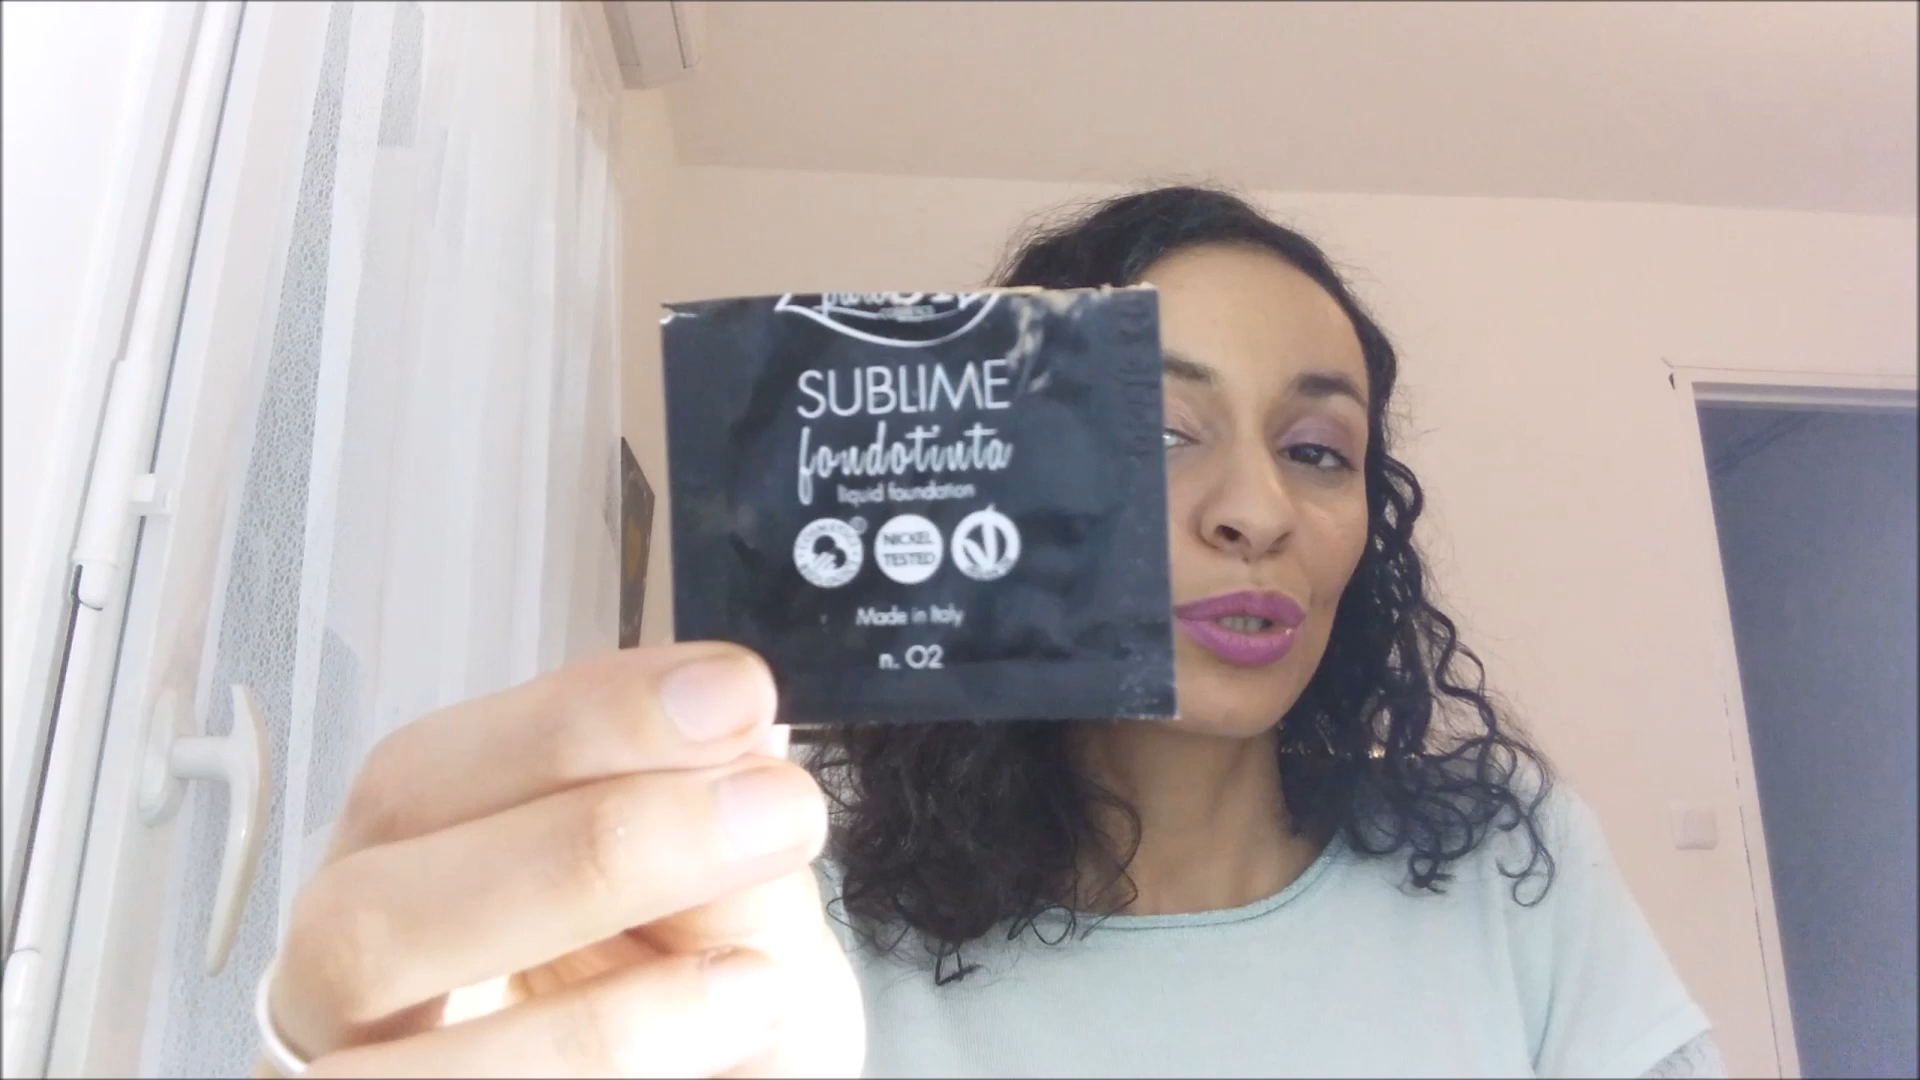 SUBLIME
fondotinta
liquid foundation
NICKEL
TESTED
Made in Italy
n. 02